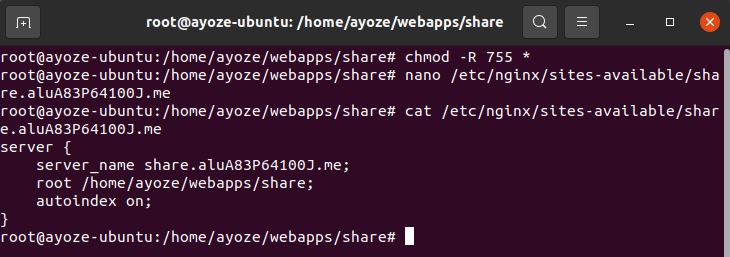 root@ayoze-ubuntu: /home/ayoze/webapps/share
root@ayoze-ubuntu:/home/ayoze/webapps/share# chmod -R 755 *
root@ayoze-ubuntu:/home/ayoze/webapps/share# nano /etc/nginx/sites-available/sha
re.aluA83P64100J.me
root@ayoze-ubuntu:/home/ayoze/webapps/share# cat /etc/nginx/sites-available/shar
e.aluA83P64100J.me
server {
    server_name share.aluA83P64100J.me;
    root /home/ayoze/webapps/share;
    autoindex on;
}
root@ayoze-ubuntu:/home/ayoze/webapps/share#